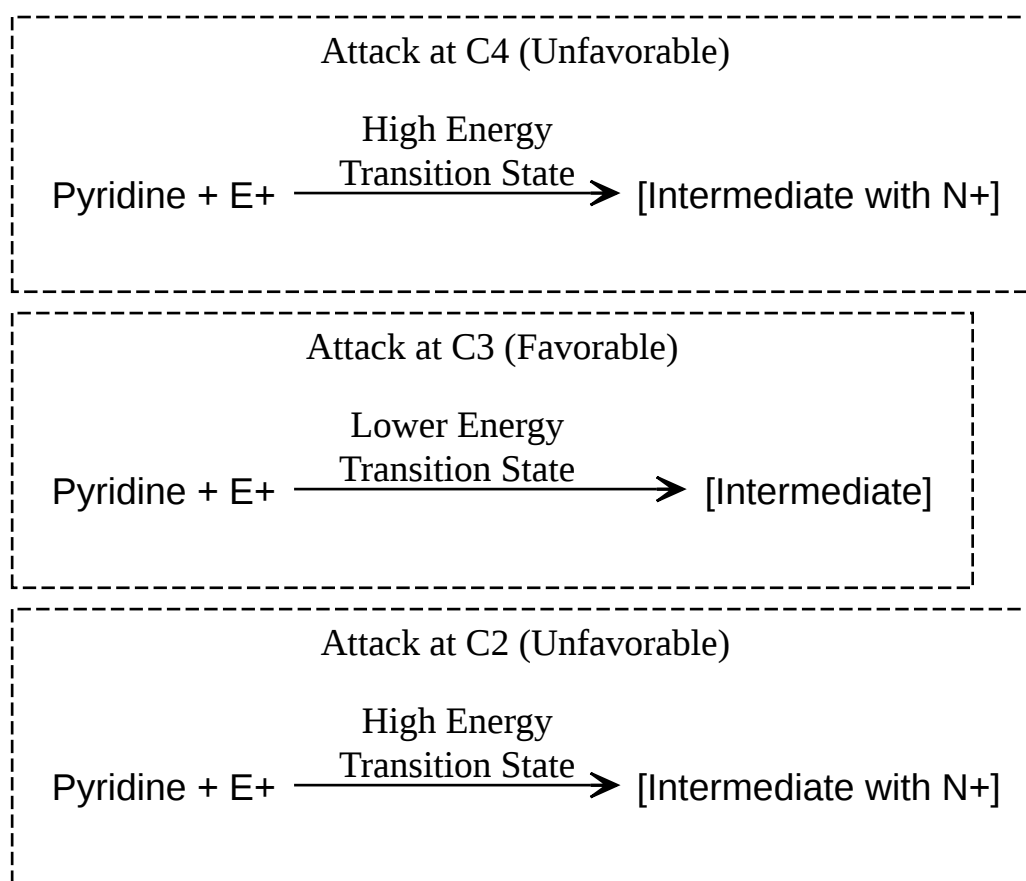 Attack at C4 (Unfavorable)
High Energy
Transition State
Pyridine + E+
[Intermediate with N+]
Attack at C3 (Favorable)
Lower Energy
Transition State
Pyridine + E+
[Intermediate]
Attack at C2 (Unfavorable)
High Energy
Transition State
Pyridine + E+
[Intermediate with N+]